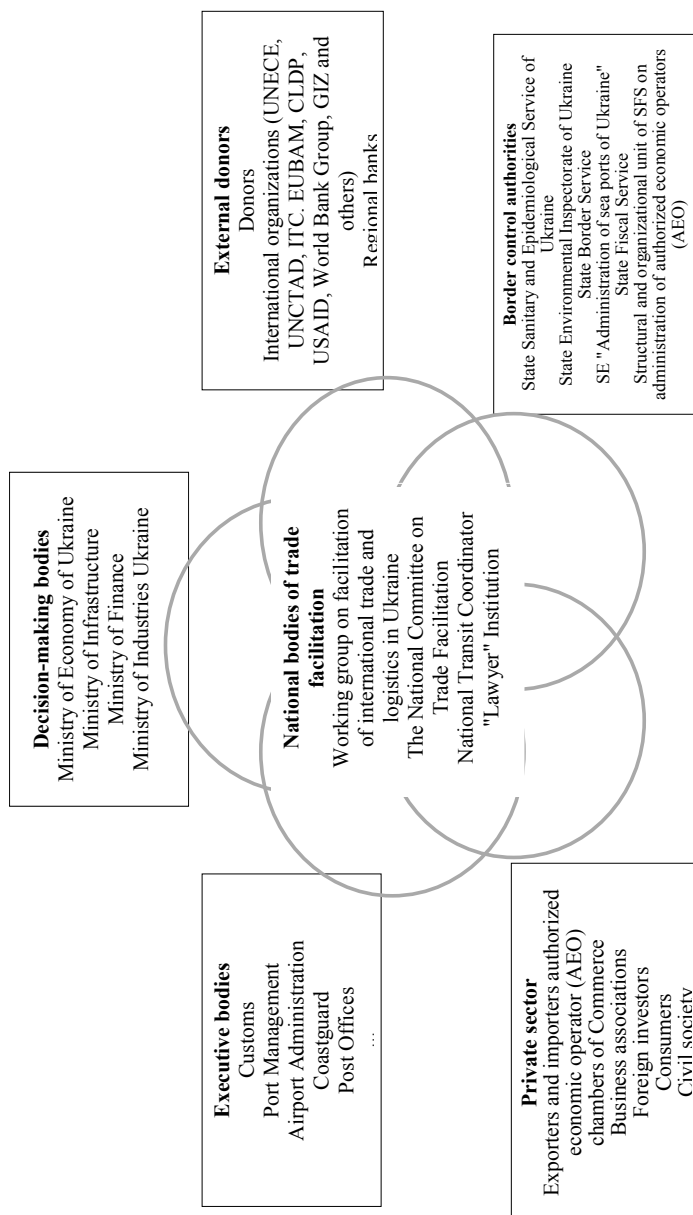 Decision-making bodies
Ministry of Economy of Ukraine
Ministry of Infrastructure
Ministry of Finance
Ministry of Industries Ukraine
Executive bodies
Customs
Port Management
Airport Administration
Coastguard
Post Offices
...
National bodies of trade
facilitation
Working group on facilitation
of international trade and
logistics in Ukraine
The National Committee on
Trade Facilitation
National Transit Coordinator
"Lawyer" Institution
External donors
Donors
International organizations (UNECE,
UNCTAD, ITC. EUBAM, CLDP,
USAID, World Bank Group, GIZ and
others)
Regional banks
Private sector
Exporters and importers authorized
economic operator (AEO)
chambers of Commerce
Business associations
Foreign investors
Consumers
Civil society
Border control authorities
State Sanitary and Epidemiological Service of
Ukraine
State Environmental Inspectorate of Ukraine
State Border Service
SE "Administration of sea ports of Ukraine"
State Fiscal Service
Structural and organizational unit of SFS on
administration of authorized economic operators
(AEO)